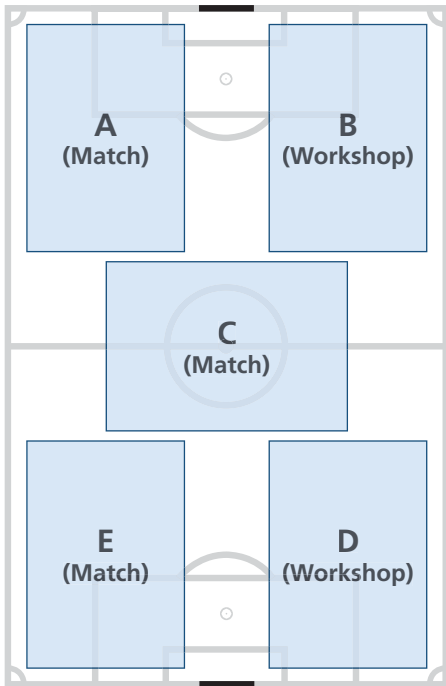 A
(Match)
B
(Workshop)
C
(Match)
E
(Match)
D
(Workshop)